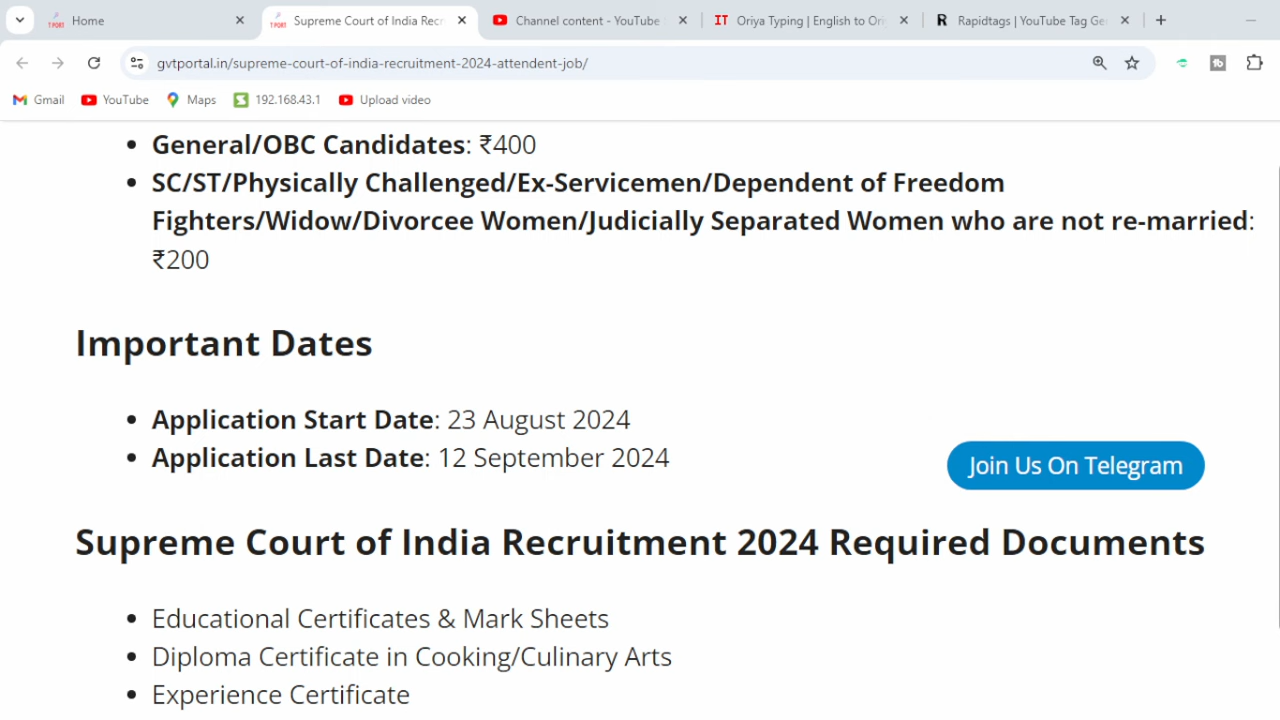 Home
Supreme Court of India Recr
Channel content - YouTube S
Oriya Typing | English to Ori
Rapidtags | YouTube Tag Ge
gvtportal.in/supreme-court-of-india-recruitment-2024-attendent-job/
Gmail
YouTube
Maps
192.168.43.1
Upload video
General/OBC Candidates: ₹400
SC/ST/Physically Challenged/Ex-Servicemen/Dependent of Freedom
Fighters/Widow/Divorcee Women/Judicially Separated Women who are not re-married:
₹200
Important Dates
Application Start Date: 23 August 2024
Application Last Date: 12 September 2024
Join Us On Telegram
Supreme Court of India Recruitment 2024 Required Documents
Educational Certificates & Mark Sheets
Diploma Certificate in Cooking/Culinary Arts
Experience Certificate